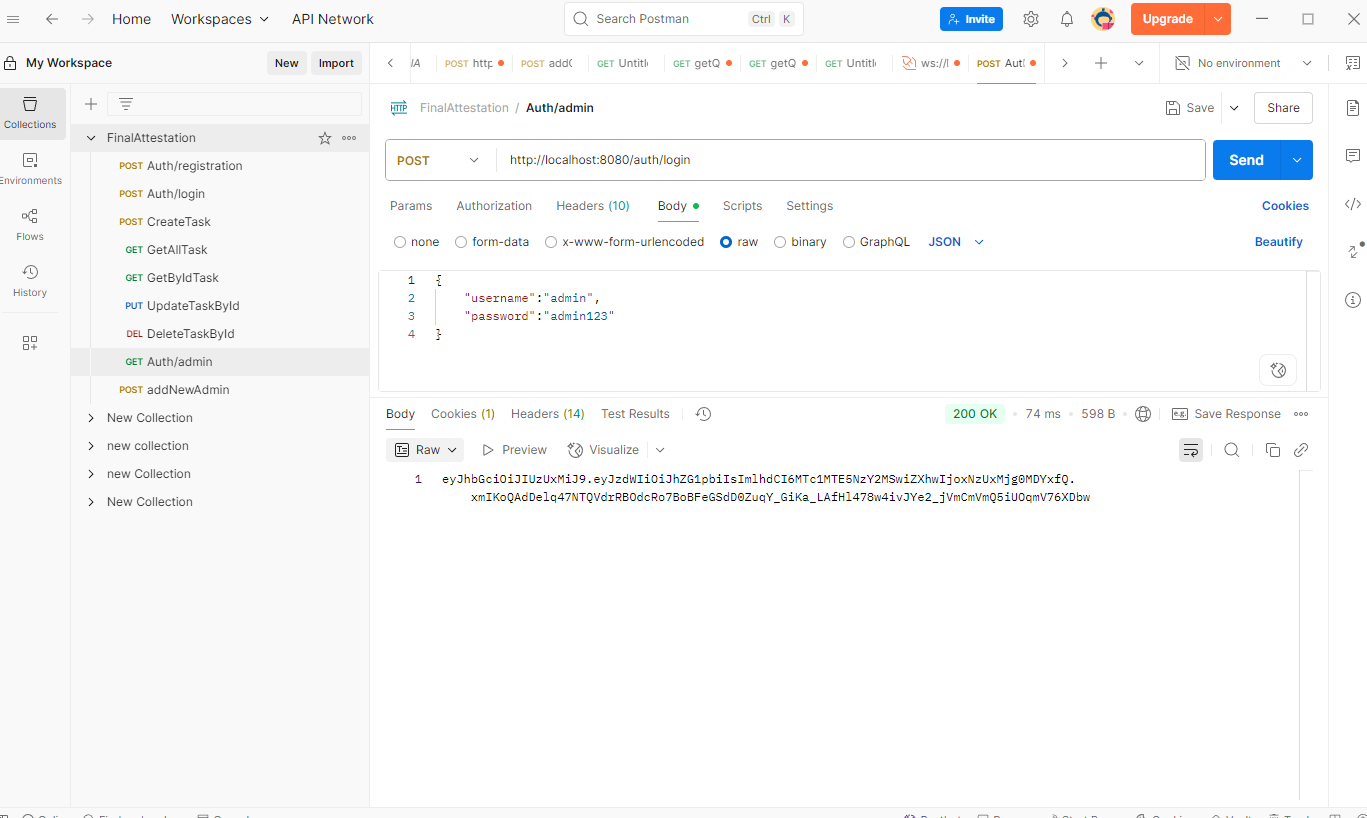 Home Workspaces API Network Search Postman Ctrl K Invite Upgrade
My Workspace New Import
POST POST GET GET getQ GET getQ GET POST No environment
Collections
Environments
Flows
History
FinalAttestation
POST Auth/registration
POST Auth/login
POST CreateTask
GET GetAllTask
GET GetByIdTask
PUT UpdateTaskById
DEL DeleteTaskById
GET Auth/admin
POST addNewAdmin
New Collection
new collection
new Collection
New Collection
HTTP FinalAttestation / Auth/admin Save Share
POST http://localhost:8080/auth/login Send
Params Authorization Headers (10) Body Scripts Settings Cookies
none form-data x-www-form-urlencoded raw binary GraphQL JSON Beautify
1 {
2 "username":"admin",
3 "password":"admin123"
4 }
Body Cookies (1) Headers (14) Test Results 200 OK 74 ms 598 B e.g. Save Response
Raw Preview Visualize
1 eyJhbGciOiJIUzUxMiJ9.eyJzdWIiOiJhZG1pbiIsImlhdCI6MTc1MTE5NzY2MSwiZXhwIjoxNzUxMjg0MDYxfQ.
xmIKoQAdDelq47NTQVdrRBOdcRo7BoBFeGSdD0ZuqY_GiKa_LAfHl478w4ivJYe2_jVmCmVmQ5iUOqmV76XDbw